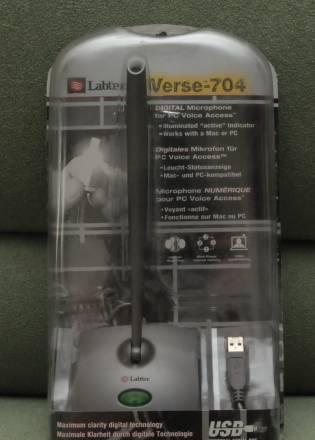 Labtec Verse-704
DIGITAL Microphone
for PC Voice Access™
• Illuminated "active" indicator
• Works with a Mac or PC
Digitales Mikrofon für
PC Voice Access™
• Leucht-Statusanzeige
• Mac- und PC-kompatibel
Microphone NUMÉRIQUE
pour PC Voice Access™
• Voyant «actif»
• Fonctionne sur Mac ou PC
Labtec
Maximum clarity digital technology
Maximale Klarheit durch digitale Technologie
USB